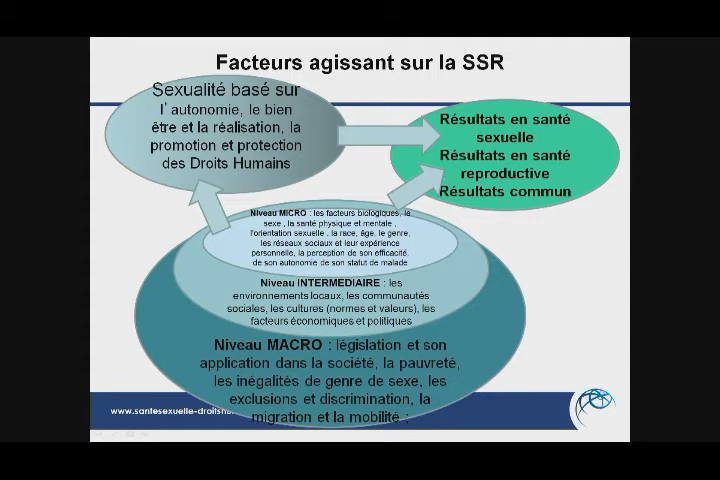 Facteurs agissant sur la SSR
Sexualité basé sur
l' autonomie, le bien
être et la réalisation, la
promotion et protection
des Droits Humains
Résultats en santé
sexuelle
Résultats en santé
reproductive
Résultats commun
Niveau MICRO : les facteurs biologiques, le
sexe , la santé physique et mentale ,
l'orientation sexuelle , la race, âge, le genre,
les réseaux sociaux et leur expérience
personnelle, la perception de son efficacité,
de son autonomie de son statut de malade
Niveau INTERMEDIAIRE : les
environnements locaux, les communautés
sociales, les cultures (normes et valeurs), les
facteurs économiques et politiques
Niveau MACRO : législation et son
application dans la société, la pauvreté,
les inégalités de genre de sexe, les
exclusions et discrimination, la
migration et la mobilité ;
www.santesexuelle-droitshu